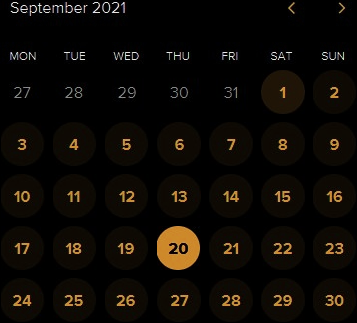 September 2021
MON TUE WED THU FRI SAT SUN
27 28 29 30 31 1 2
3 4 5 6 7 8 9
10 11 12 13 14 15 16
17 18 19 20 21 22 23
24 25 26 27 28 29 30